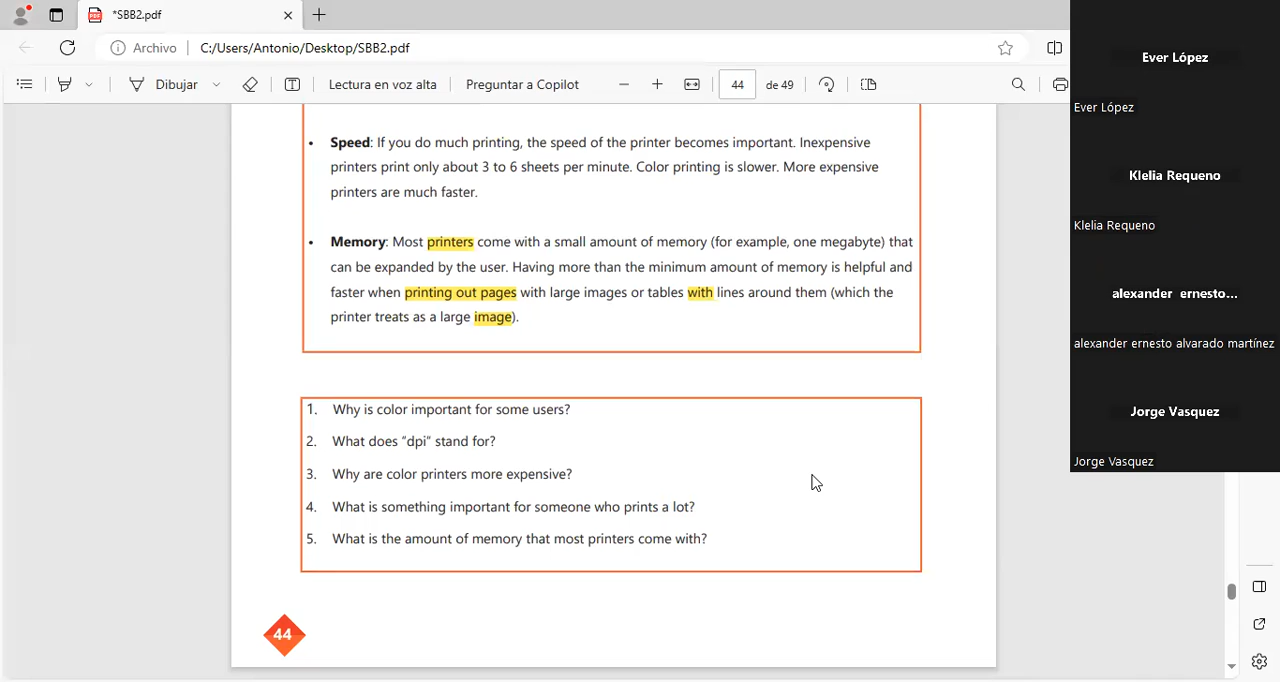 *SBB2.pdf
Archivo | C:/Users/Antonio/Desktop/SBB2.pdf
Dibujar
Lectura en voz alta
Preguntar a Copilot
44 de 49
• Speed: If you do much printing, the speed of the printer becomes important. Inexpensive
printers print only about 3 to 6 sheets per minute. Color printing is slower. More expensive
printers are much faster.
• Memory: Most printers come with a small amount of memory (for example, one megabyte) that
can be expanded by the user. Having more than the minimum amount of memory is helpful and
faster when printing out pages with large images or tables with lines around them (which the
printer treats as a large image).
1. Why is color important for some users?
2. What does “dpi” stand for?
3. Why are color printers more expensive?
4. What is something important for someone who prints a lot?
5. What is the amount of memory that most printers come with?
44
Ever López
Ever López
Klelia Requeno
Klelia Requeno
alexander ernesto...
alexander ernesto alvarado martínez
Jorge Vasquez
Jorge Vasquez